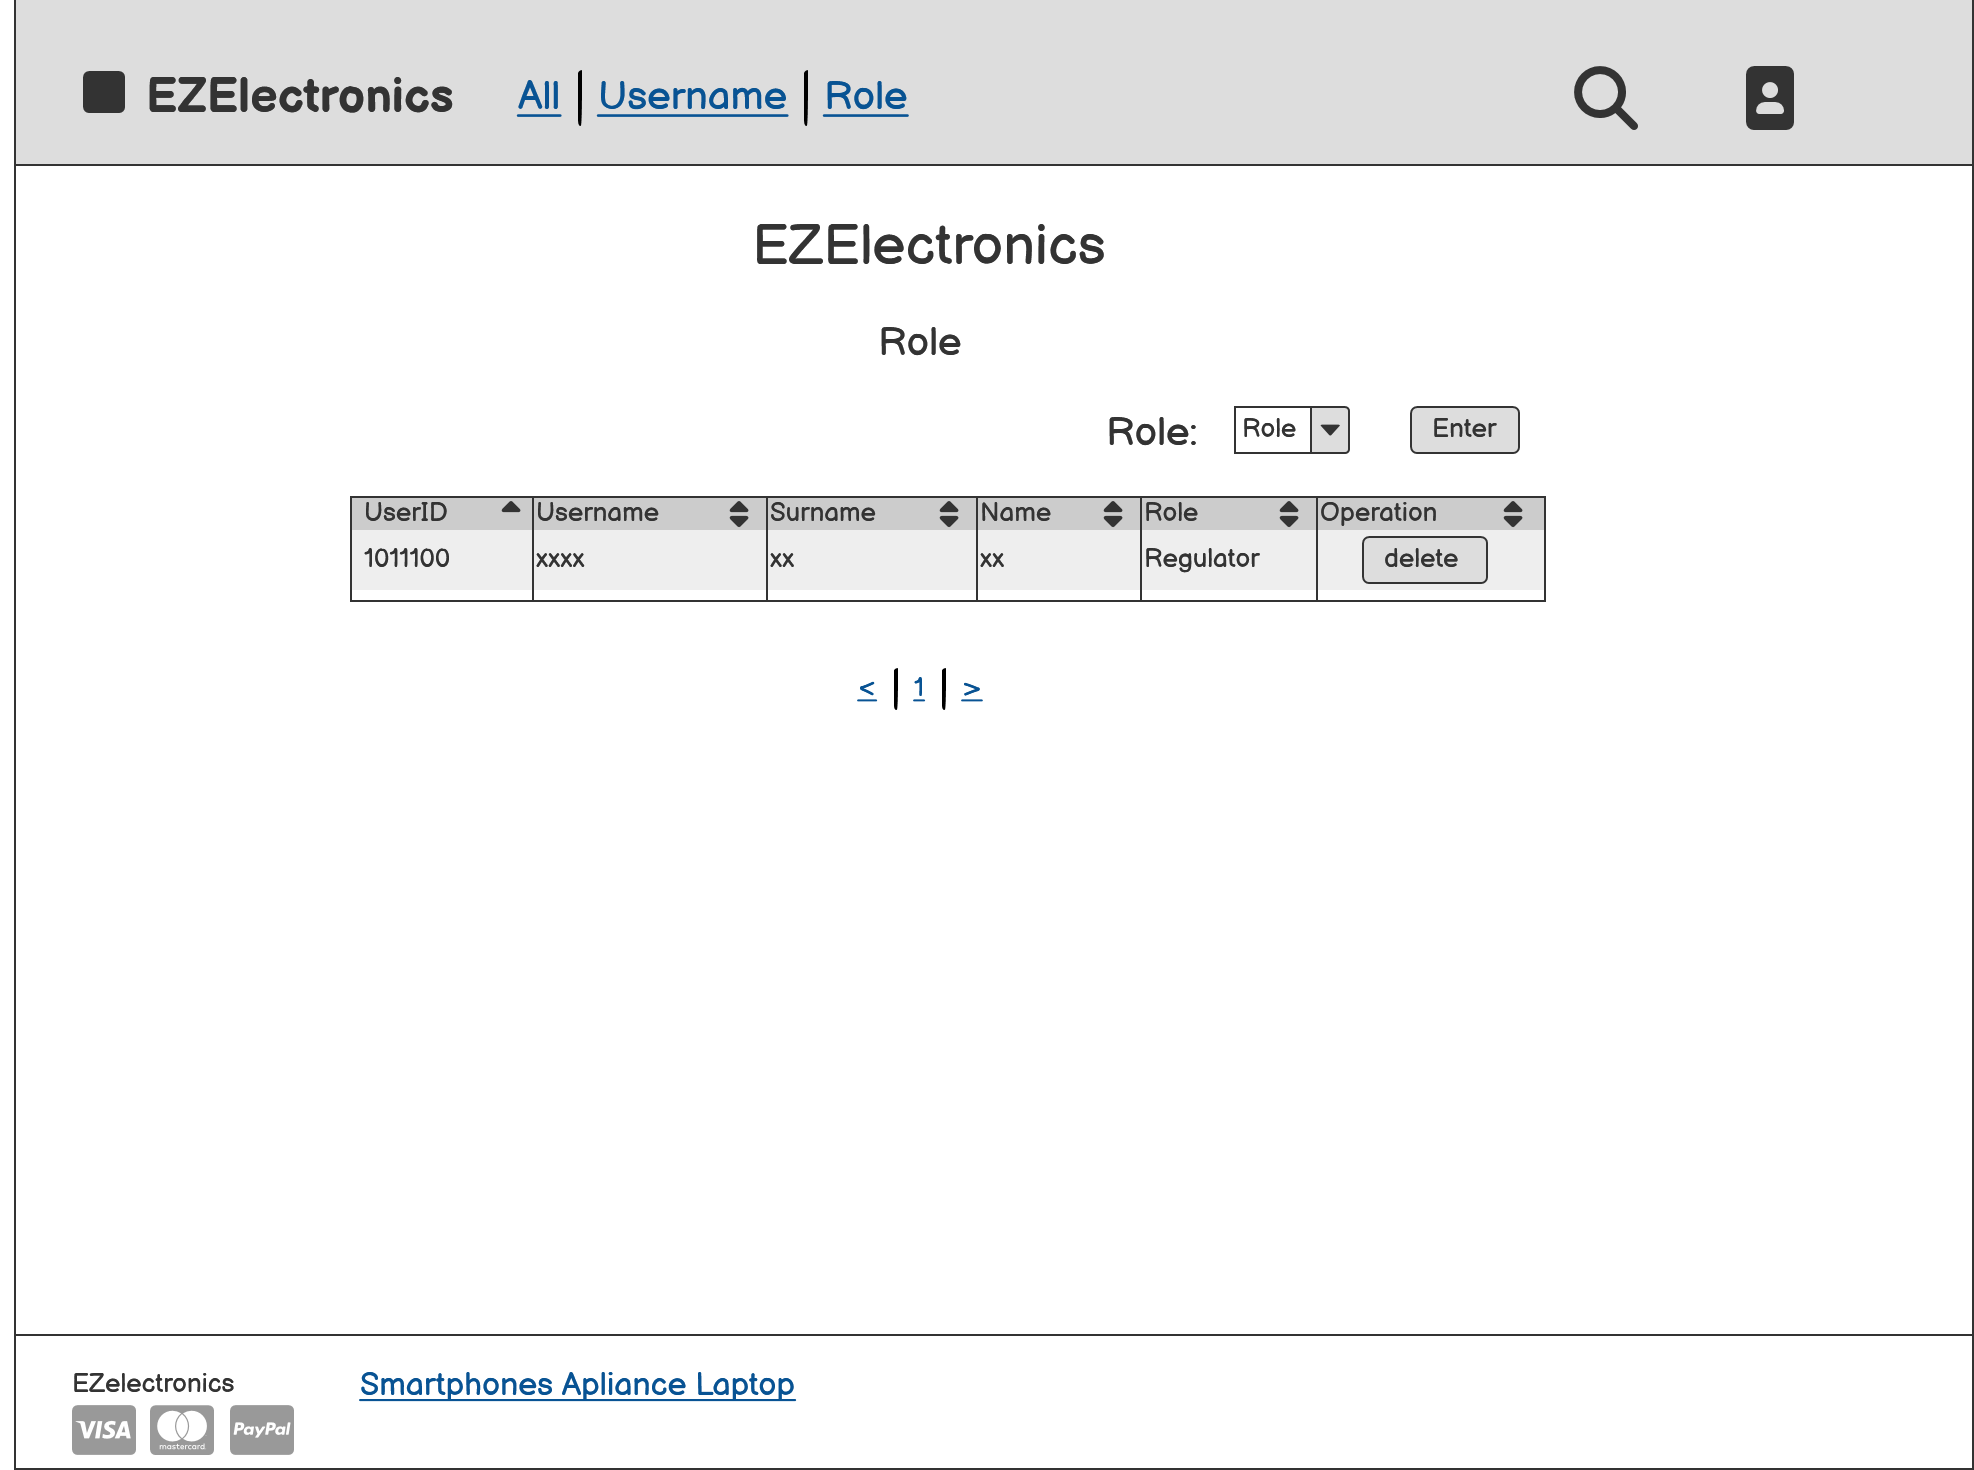 EZElectronics All Username Role
EZElectronics
Role
Role: Role Enter
UserID Username Surname Name Role Operation
1011100 xxxx xx xx Regulator delete
< 1 >
EZelectronics Smartphones Apliance Laptop
VISA mastercard PayPal